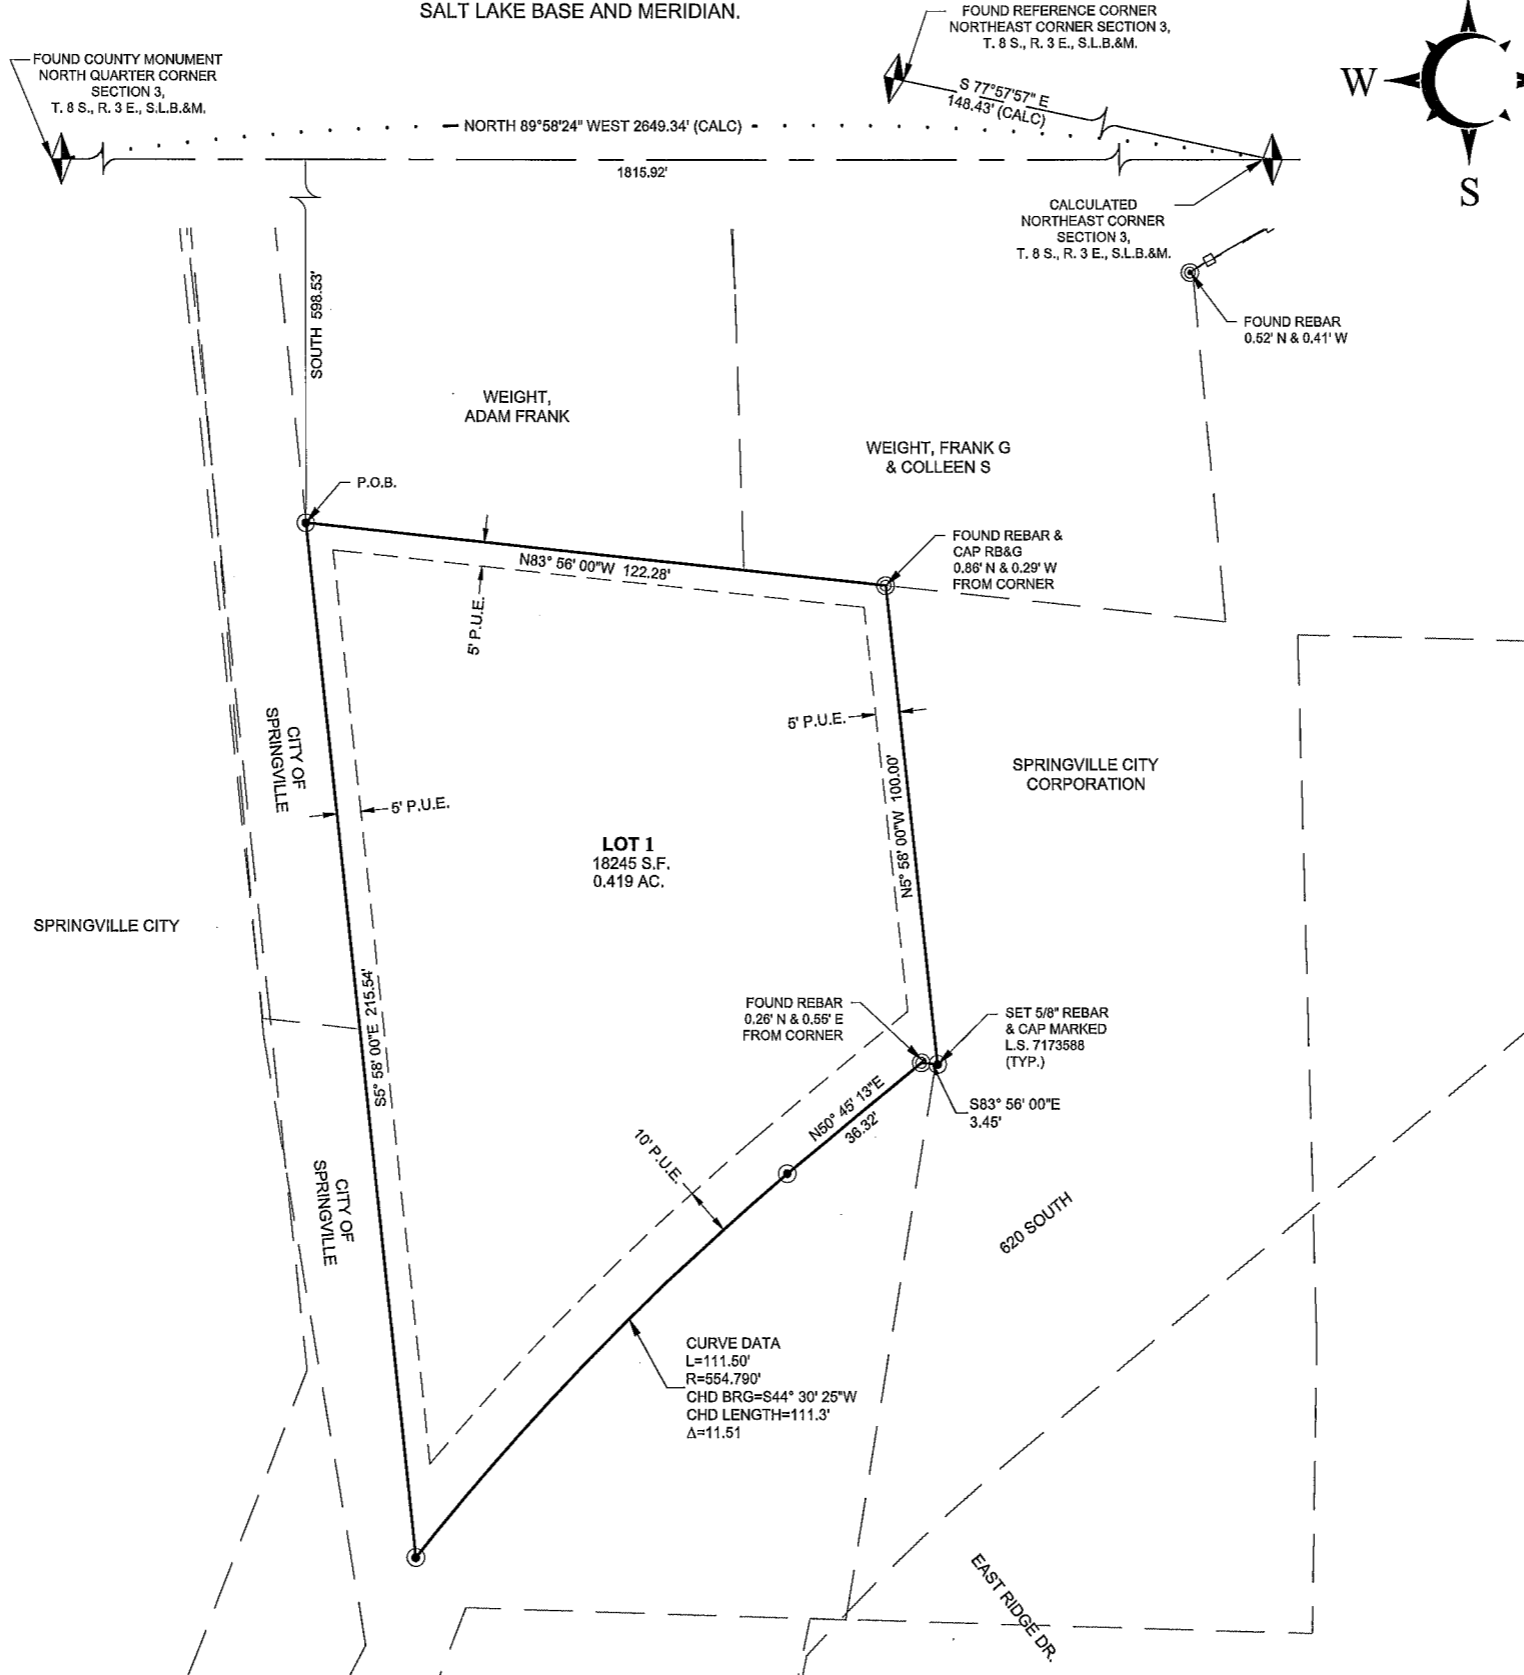 SALT LAKE BASE AND MERIDIAN.
FOUND REFERENCE CORNER
NORTHEAST CORNER SECTION 3,
T. 8 S., R. 3 E., S.L.B.&M.
FOUND COUNTY MONUMENT
NORTH QUARTER CORNER
SECTION 3,
T. 8 S., R. 3 E., S.L.B.&M.
S 77°57'57" E
148.43' (CALC)
W
S
NORTH 89°58'24" WEST 2649.34' (CALC)
1815.92'
CALCULATED
NORTHEAST CORNER
SECTION 3,
T. 8 S., R. 3 E., S.L.B.&M.
SOUTH 598.53'
FOUND REBAR
0.52' N & 0.41' W
WEIGHT,
ADAM FRANK
WEIGHT, FRANK G
& COLLEEN S
P.O.B.
FOUND REBAR &
CAP RB&G
0.86' N & 0.29' W
FROM CORNER
N83° 56' 00"W 122.28'
5' P.U.E.
5' P.U.E.
CITY OF
SPRINGVILLE
5' P.U.E.
N5° 58' 00"W 100.00'
SPRINGVILLE CITY
CORPORATION
LOT 1
18245 S.F.
0.419 AC.
SPRINGVILLE CITY
S5° 58' 00"E 215.54'
FOUND REBAR
0.26' N & 0.55' E
FROM CORNER
SET 5/8" REBAR
& CAP MARKED
L.S. 7173588
(TYP.)
S83° 56' 00"E
3.45'
N50° 45' 13"E
36.32'
10' P.U.E.
CITY OF
SPRINGVILLE
620 SOUTH
CURVE DATA
L=111.50'
R=554.790'
CHD BRG=S44° 30' 25"W
CHD LENGTH=111.3'
Δ=11.51
EAST RIDGE DR.